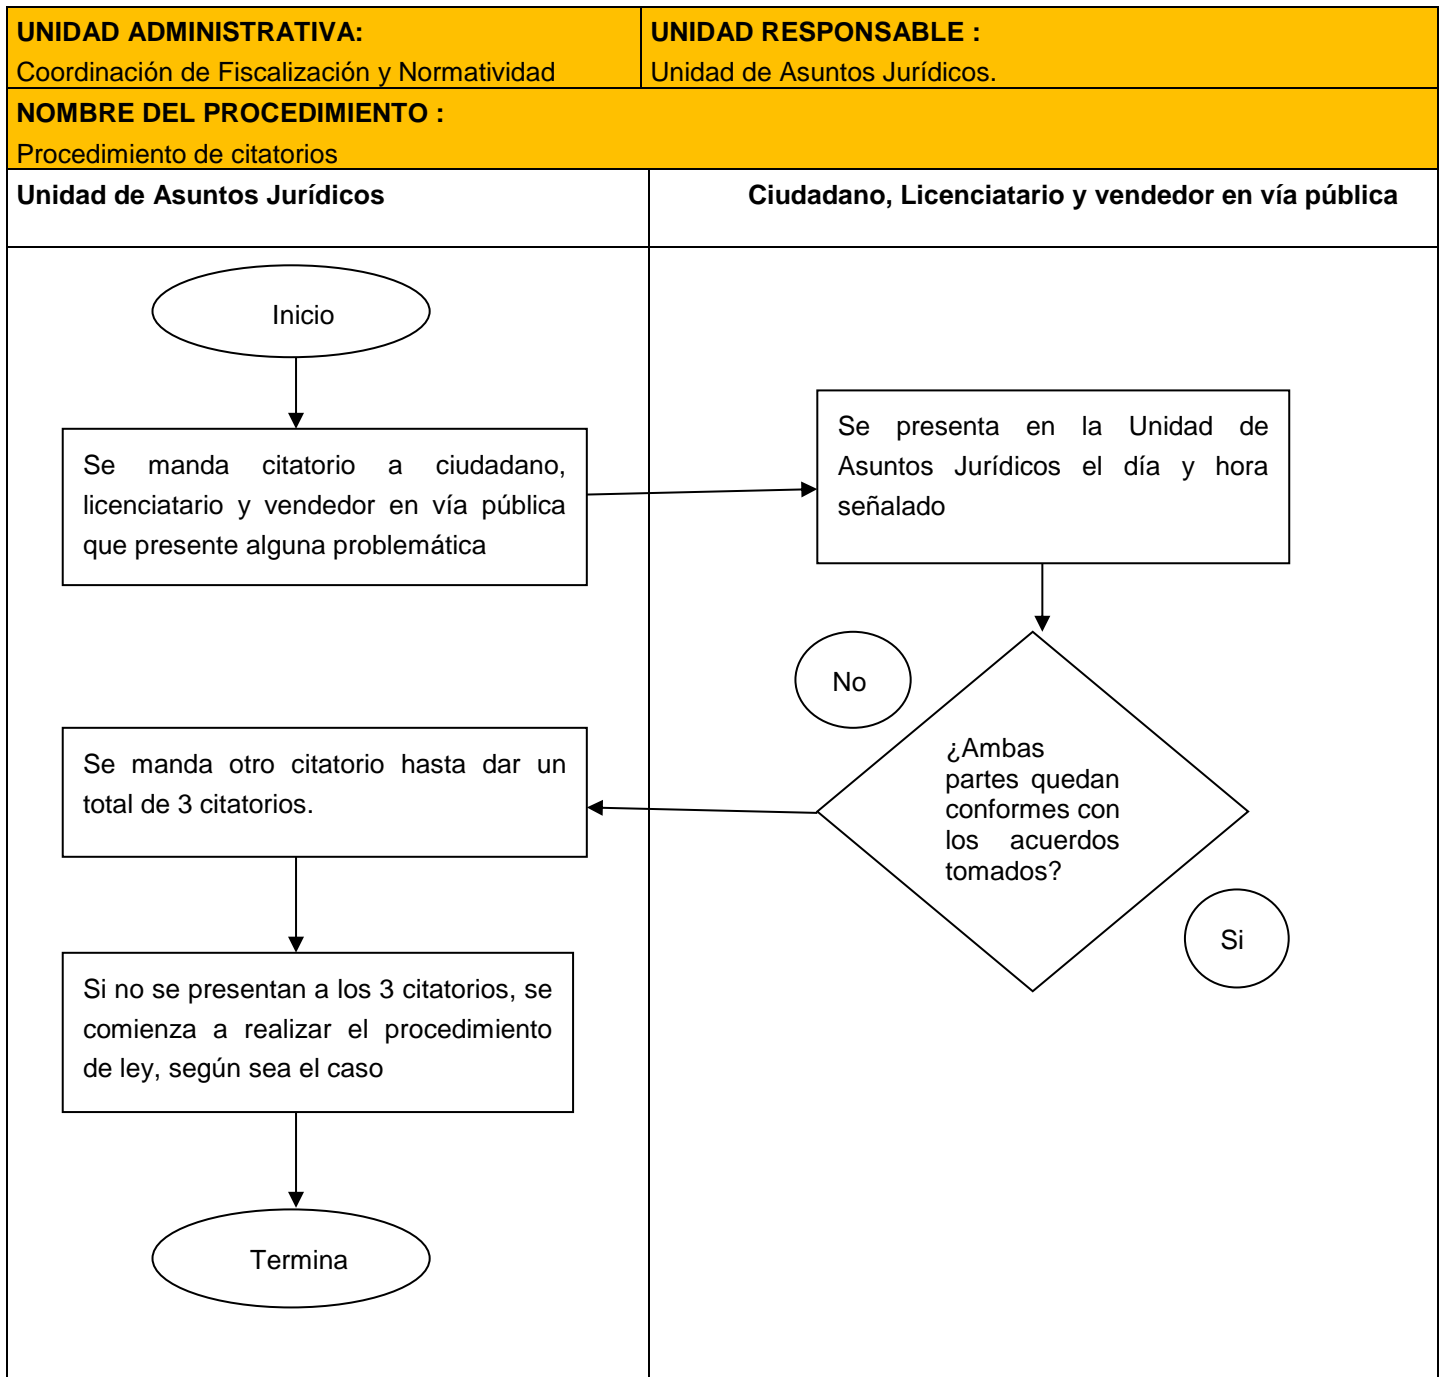 UNIDAD ADMINISTRATIVA:
Coordinación de Fiscalización y Normatividad
UNIDAD RESPONSABLE :
Unidad de Asuntos Jurídicos.
NOMBRE DEL PROCEDIMIENTO :
Procedimiento de citatorios
Unidad de Asuntos Jurídicos
Ciudadano, Licenciatario y vendedor en vía pública
Inicio
Se manda citatorio a ciudadano,
licenciatario y vendedor en vía pública
que presente alguna problemática
Se presenta en la Unidad de
Asuntos Jurídicos el día y hora
señalado
No
¿Ambas
partes quedan
conformes con
los acuerdos
tomados?
Si
Se manda otro citatorio hasta dar un
total de 3 citatorios.
Si no se presentan a los 3 citatorios, se
comienza a realizar el procedimiento
de ley, según sea el caso
Termina